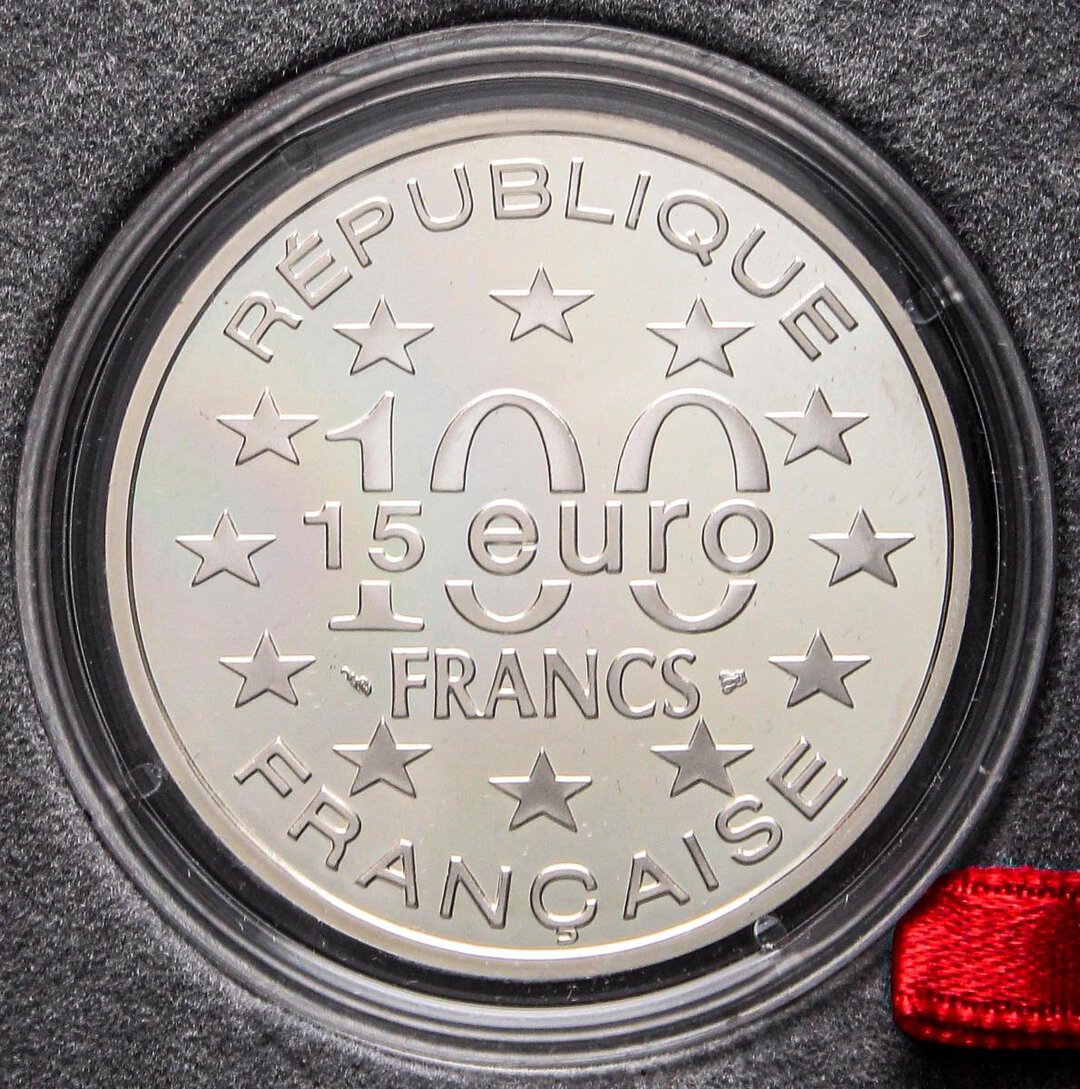 RÉPUBLIQUE
100
15 euro
FRANCS
FRANÇAISE